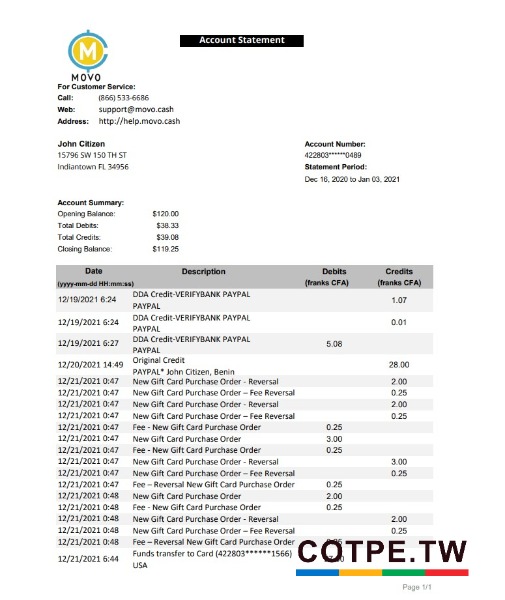 Account Statement
M
MOVO
For Customer Service:
Call: (866) 533-6686
Web: support@movo.cash
Address: http://help.movo.cash
John Citizen
15796 SW 150 TH ST
Indiantown FL 34956
Account Number:
422803******0489
Statement Period:
Dec 16, 2020 to Jan 03, 2021
Account Summary:
Opening Balance: $120.00
Total Debits: $38.33
Total Credits: $39.08
Closing Balance: $119.25
Date Description Debits Credits
(yyyy-mm-dd HH:mm:ss) (franks CFA) (franks CFA)
12/19/2021 6:24 DDA Credit-VERIFYBANK PAYPAL
PAYPAL 1.07
12/19/2021 6:24 DDA Credit-VERIFYBANK PAYPAL
PAYPAL 0.01
12/19/2021 6:27 DDA Credit-VERIFYBANK PAYPAL
PAYPAL 5.08
12/20/2021 14:49 Original Credit
PAYPAL* John Citizen, Benin 28.00
12/21/2021 0:47 New Gift Card Purchase Order - Reversal 2.00
12/21/2021 0:47 New Gift Card Purchase Order – Fee Reversal 0.25
12/21/2021 0:47 New Gift Card Purchase Order - Reversal 2.00
12/21/2021 0:47 New Gift Card Purchase Order – Fee Reversal 0.25
12/21/2021 0:47 Fee - New Gift Card Purchase Order 0.25
12/21/2021 0:47 New Gift Card Purchase Order 3.00
12/21/2021 0:47 Fee - New Gift Card Purchase Order 0.25
12/21/2021 0:47 New Gift Card Purchase Order - Reversal 3.00
12/21/2021 0:47 New Gift Card Purchase Order – Fee Reversal 0.25
12/21/2021 0:47 Fee – Reversal New Gift Card Purchase Order 0.25
12/21/2021 0:48 New Gift Card Purchase Order 2.00
12/21/2021 0:48 Fee - New Gift Card Purchase Order 0.25
12/21/2021 0:48 New Gift Card Purchase Order - Reversal 2.00
12/21/2021 0:48 New Gift Card Purchase Order – Fee Reversal 0.25
12/21/2021 0:48 Fee – Reversal New Gift Card Purchase Order
12/21/2021 6:44 Funds transfer to Card (422803******1566)
USA
COTPE.TW
Page 1/1